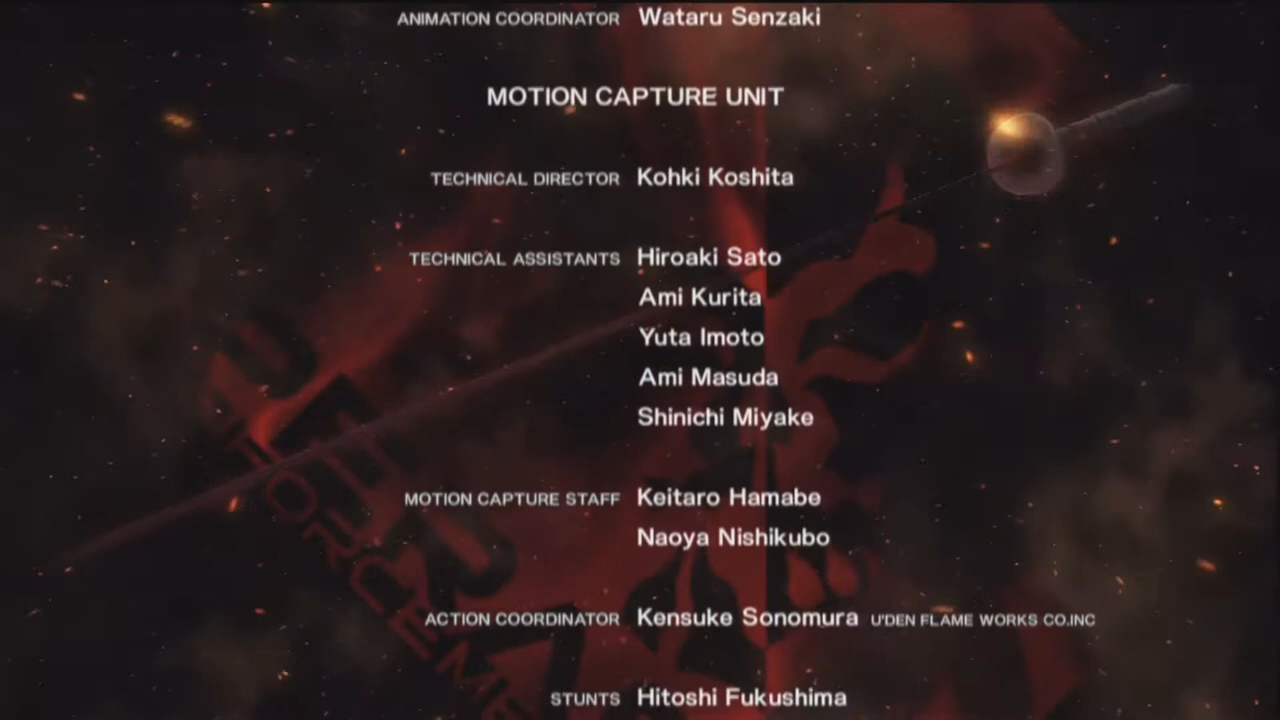 ANIMATION COORDINATOR Wataru Senzaki
MOTION CAPTURE UNIT
TECHNICAL DIRECTOR Kohki Koshita
TECHNICAL ASSISTANTS Hiroaki Sato
Ami Kurita
Yuta Imoto
Ami Masuda
Shinichi Miyake
MOTION CAPTURE STAFF Keitaro Hamabe
Naoya Nishikubo
ACTION COORDINATOR Kensuke Sonomura U'DEN FLAME WORKS CO.INC
STUNTS Hitoshi Fukushima